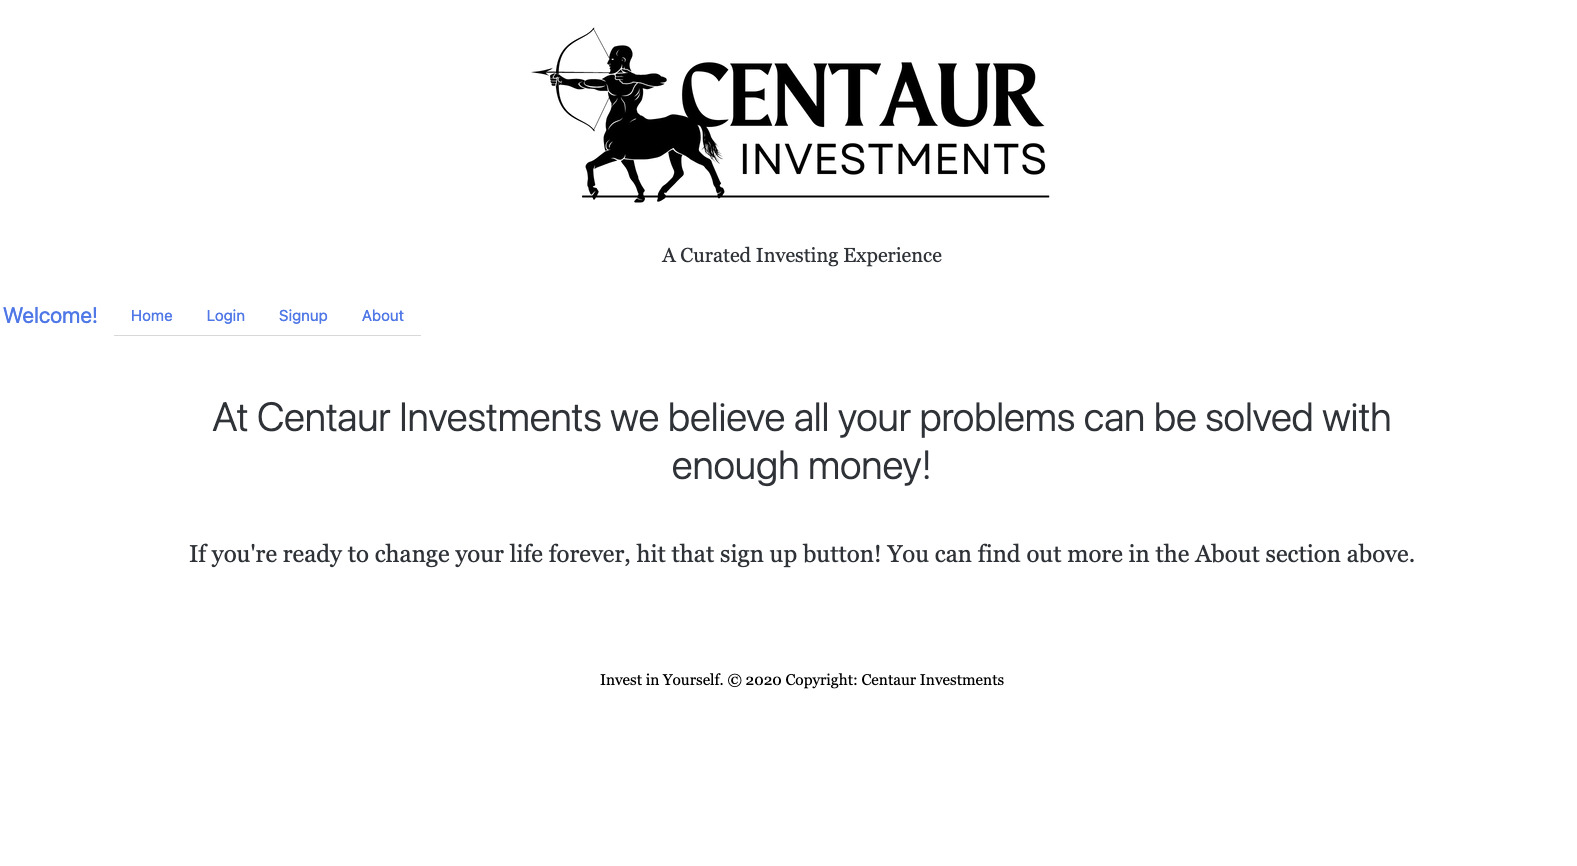 CENTAUR
INVESTMENTS
A Curated Investing Experience
Welcome! Home Login Signup About
At Centaur Investments we believe all your problems can be solved with
enough money!
If you're ready to change your life forever, hit that sign up button! You can find out more in the About section above.
Invest in Yourself. © 2020 Copyright: Centaur Investments